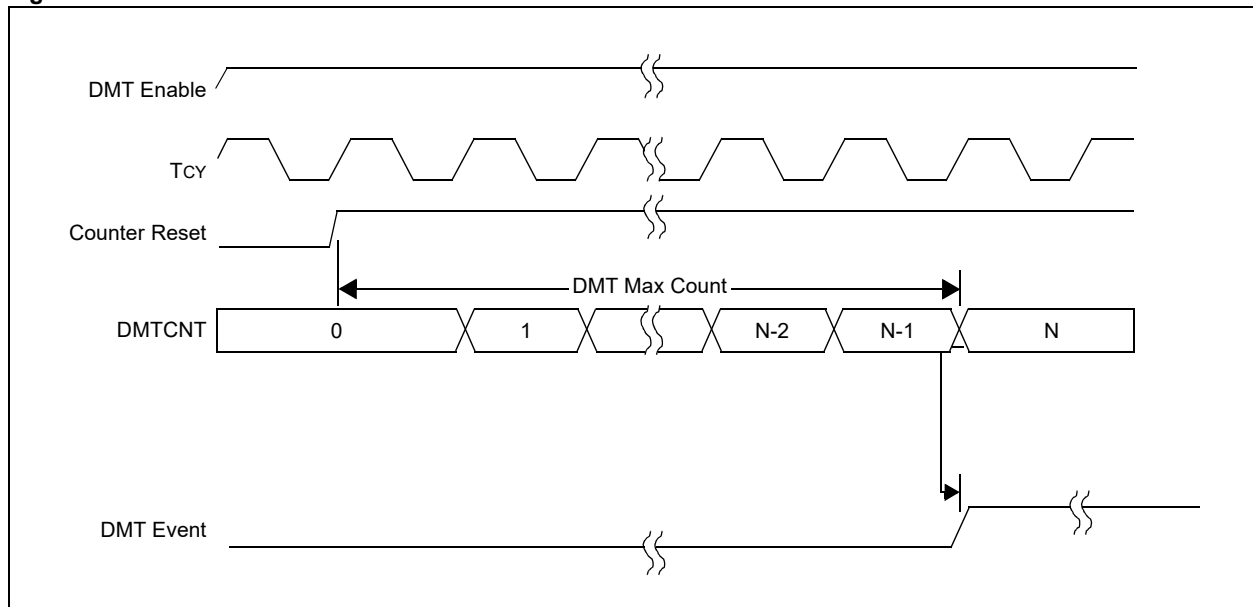 DMT Enable
TCY
Counter Reset
DMT Max Count
DMTCNT
0
1
N-2
N-1
N
DMT Event